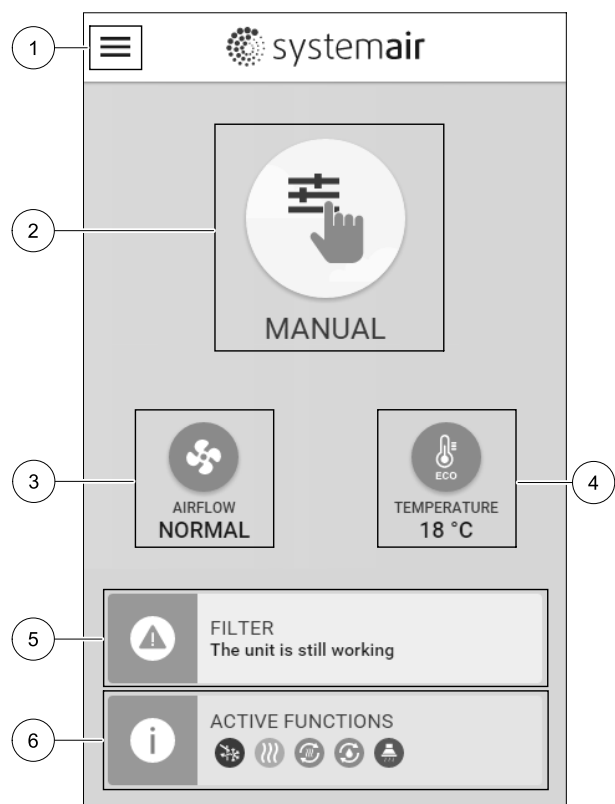 1
systemair
2
MANUAL
3
AIRFLOW
NORMAL
ECO
TEMPERATURE
18 °C
4
5
FILTER
The unit is still working
6
ACTIVE FUNCTIONS